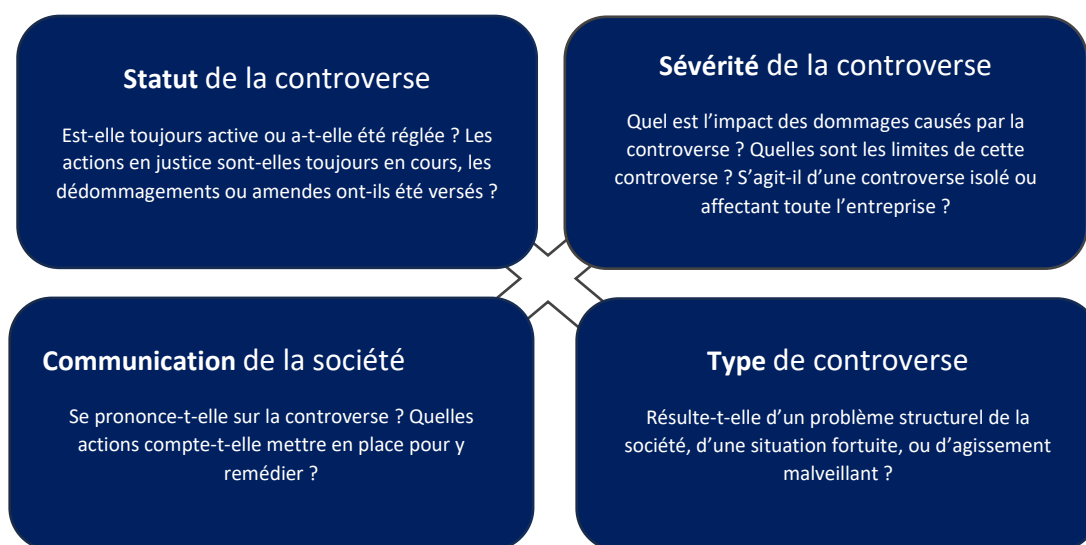 Statut de la controverse
Est-elle toujours active ou a-t-elle été réglée ? Les
actions en justice sont-elles toujours en cours, les
dédommagements ou amendes ont-ils été versés ?
Sévérité de la controverse
Quel est l’impact des dommages causés par la
controverse ? Quelles sont les limites de cette
controverse ? S’agit-il d’une controverse isolé ou
affectant toute l’entreprise ?
Communication de la société
Se prononce-t-elle sur la controverse ? Quelles
actions compte-t-elle mettre en place pour y
remédier ?
Type de controverse
Résulte-t-elle d’un problème structurel de la
société, d’une situation fortuite, ou d’agissement
malveillant ?